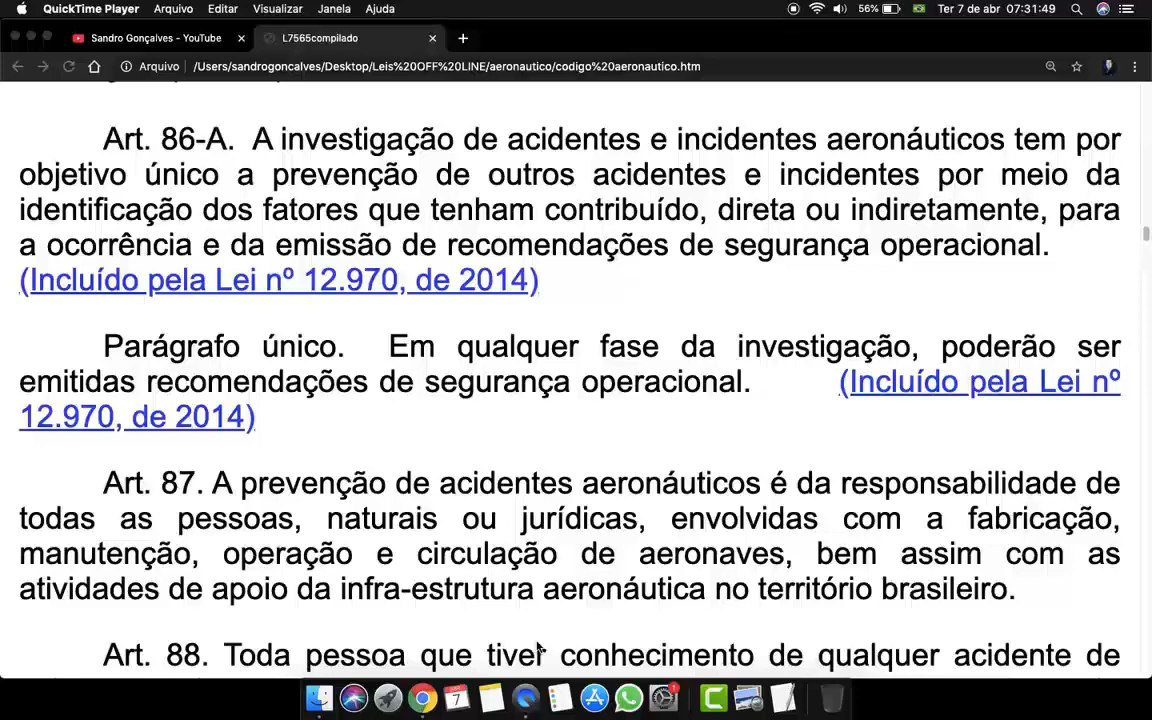 QuickTime Player Arquivo Editar Visualizar Janela Ajuda 56% Ter 7 de abr 07:31:49
Sandro Gonçalves - YouTube L7565compilado
Arquivo /Users/sandrogoncalves/Desktop/Leis%20OFF%20LINE/aeronautico/codigo%20aeronautico.htm
Art. 86-A. A investigação de acidentes e incidentes aeronáuticos tem por
objetivo único a prevenção de outros acidentes e incidentes por meio da
identificação dos fatores que tenham contribuído, direta ou indiretamente, para
a ocorrência e da emissão de recomendações de segurança operacional.
(Incluído pela Lei nº 12.970, de 2014)
Parágrafo único. Em qualquer fase da investigação, poderão ser
emitidas recomendações de segurança operacional. (Incluído pela Lei nº
12.970, de 2014)
Art. 87. A prevenção de acidentes aeronáuticos é da responsabilidade de
todas as pessoas, naturais ou jurídicas, envolvidas com a fabricação,
manutenção, operação e circulação de aeronaves, bem assim com as
atividades de apoio da infra-estrutura aeronáutica no território brasileiro.
Art. 88. Toda pessoa que tiver conhecimento de qualquer acidente de
7
1